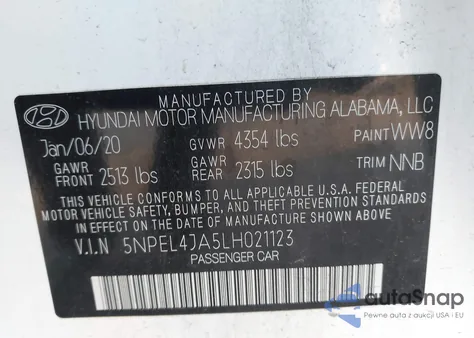 MANUFACTURED BY
HYUNDAI MOTOR MANUFACTURING ALABAMA, LLC
Jan/06/20 GVWR 4354 lbs PAINT WW8
GAWR FRONT 2513 lbs GAWR REAR 2315 lbs TRIM NNB
THIS VEHICLE CONFORMS TO ALL APPLICABLE U.S.A. FEDERAL
MOTOR VEHICLE SAFETY, BUMPER, AND THEFT PREVENTION
STANDARDS IN EFFECT ON THE DATE OF MANUFACTURE SHOWN ABOVE.
V.I.N 5NPEL4JA5LH021123
PASSENGER CAR
autoSnap
Pewne auta z aukcji USA i EU